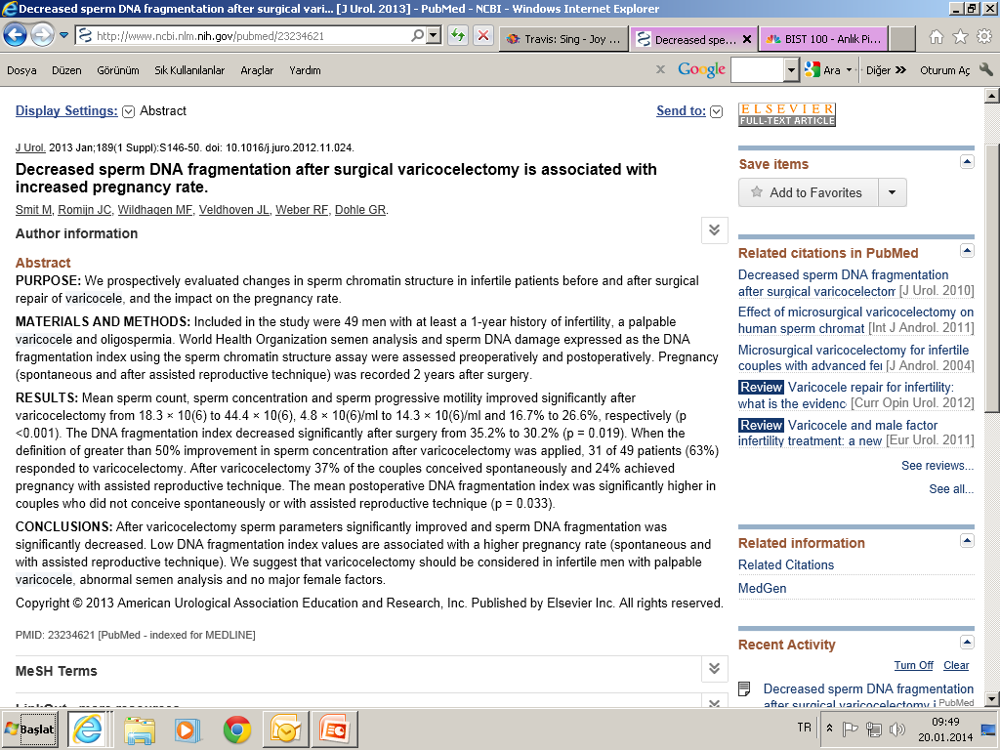 Decreased sperm DNA fragmentation after surgical vari... [J Urol. 2013] - PubMed - NCBI - Windows Internet Explorer
http://www.ncbi.nlm.nih.gov/pubmed/23234621
Travis: Sing - Joy ...
Decreased spe...
BIST 100 - Anlık Pi...
Dosya Düzen Görünüm Sık Kullanılanlar Araçlar Yardım
Google
Ara
Diğer
Oturum Aç
Display Settings: Abstract
Send to:
J Urol. 2013 Jan;189(1 Suppl):S146-50. doi: 10.1016/j.juro.2012.11.024.
Decreased sperm DNA fragmentation after surgical varicocelectomy is associated with
increased pregnancy rate.
Smit M, Romijn JC, Wildhagen MF, Veldhoven JL, Weber RF, Dohle GR.
Author information
Abstract
PURPOSE: We prospectively evaluated changes in sperm chromatin structure in infertile patients before and after surgical
repair of varicocele, and the impact on the pregnancy rate.
MATERIALS AND METHODS: Included in the study were 49 men with at least a 1-year history of infertility, a palpable
varicocele and oligospermia. World Health Organization semen analysis and sperm DNA damage expressed as the DNA
fragmentation index using the sperm chromatin structure assay were assessed preoperatively and postoperatively. Pregnancy
(spontaneous and after assisted reproductive technique) was recorded 2 years after surgery.
RESULTS: Mean sperm count, sperm concentration and sperm progressive motility improved significantly after
varicocelectomy from 18.3 × 10(6) to 44.4 × 10(6), 4.8 × 10(6)/ml to 14.3 × 10(6)/ml and 16.7% to 26.6%, respectively (p
<0.001). The DNA fragmentation index decreased significantly after surgery from 35.2% to 30.2% (p = 0.019). When the
definition of greater than 50% improvement in sperm concentration after varicocelectomy was applied, 31 of 49 patients (63%)
responded to varicocelectomy. After varicocelectomy 37% of the couples conceived spontaneously and 24% achieved
pregnancy with assisted reproductive technique. The mean postoperative DNA fragmentation index was significantly higher in
couples who did not conceive spontaneously or with assisted reproductive technique (p = 0.033).
CONCLUSIONS: After varicocelectomy sperm parameters significantly improved and sperm DNA fragmentation was
significantly decreased. Low DNA fragmentation index values are associated with a higher pregnancy rate (spontaneous and
with assisted reproductive technique). We suggest that varicocelectomy should be considered in infertile men with palpable
varicocele, abnormal semen analysis and no major female factors.
Copyright © 2013 American Urological Association Education and Research, Inc. Published by Elsevier Inc. All rights reserved.
PMID: 23234621 [PubMed - indexed for MEDLINE]
MeSH Terms
LinkOut - more resources
ELSEVIER
FULL-TEXT ARTICLE
Save items
Add to Favorites
Related citations in PubMed
Decreased sperm DNA fragmentation
after surgical varicocelectom [J Urol. 2010]
Effect of microsurgical varicocelectomy on
human sperm chromat [Int J Androl. 2011]
Microsurgical varicocelectomy for infertile
couples with advanced fer [J Androl. 2004]
Review Varicocele repair for infertility:
what is the evidenc [Curr Opin Urol. 2012]
Review Varicocele and male factor
infertility treatment: a new [Eur Urol. 2011]
See reviews...
See all...
Related information
Related Citations
MedGen
Recent Activity
Turn Off Clear
Decreased sperm DNA fragmentation
after surgical varicocelectomy i PubMed
Başlat
TR
09:49
20.01.2014